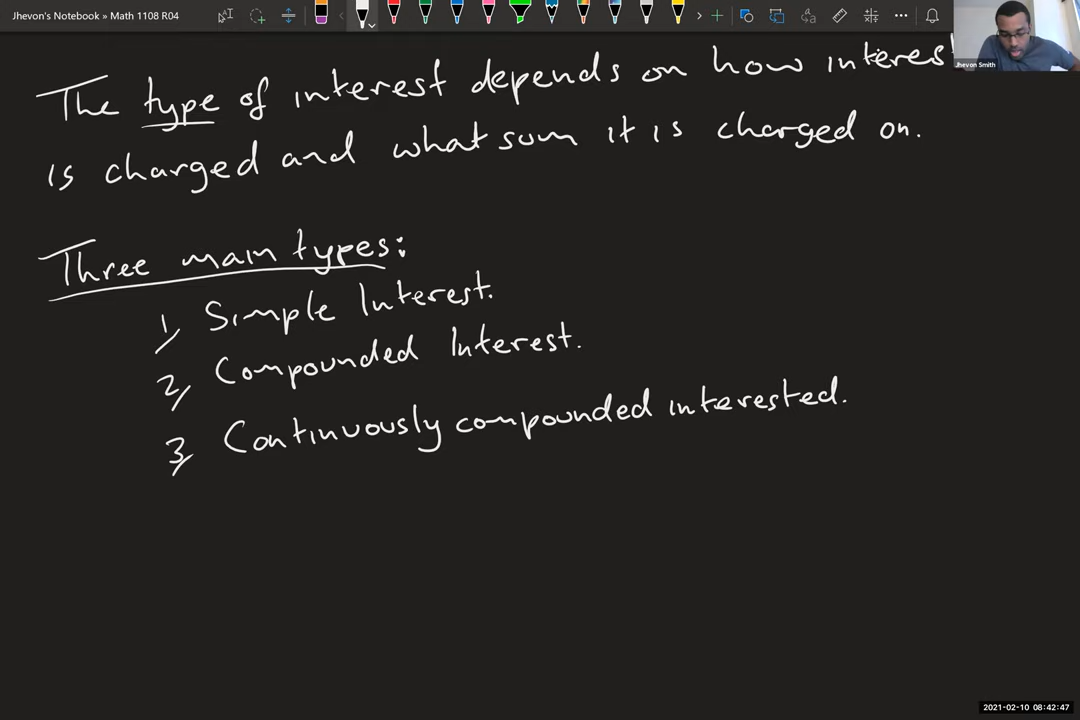 Jhevon's Notebook » Math 1108 R04
Jhevon Smith
The type of interest depends on how interes
is charged and what sum it is charged on.
Three main types:
1, Simple Interest.
2, Compounded Interest.
3, Continuously compounded interested.
2021-02-10 08:42:47